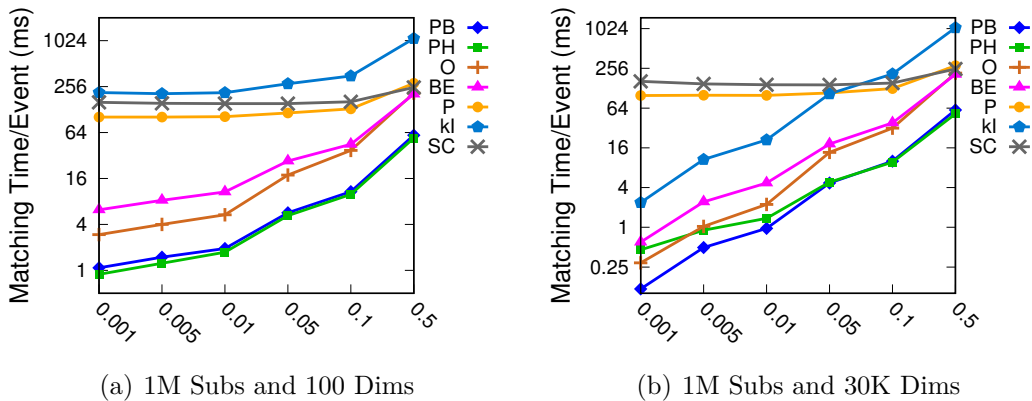 Matching Time/Event (ms)
1024
256
64
16
4
1
0.001
0.005
0.01
0.05
0.1
0.5
PB
PH
O
BE
P
kI
SC
(a) 1M Subs and 100 Dims
Matching Time/Event (ms)
1024
256
64
16
4
1
0.25
0.001
0.005
0.01
0.05
0.1
0.5
PB
PH
O
BE
P
kI
SC
(b) 1M Subs and 30K Dims